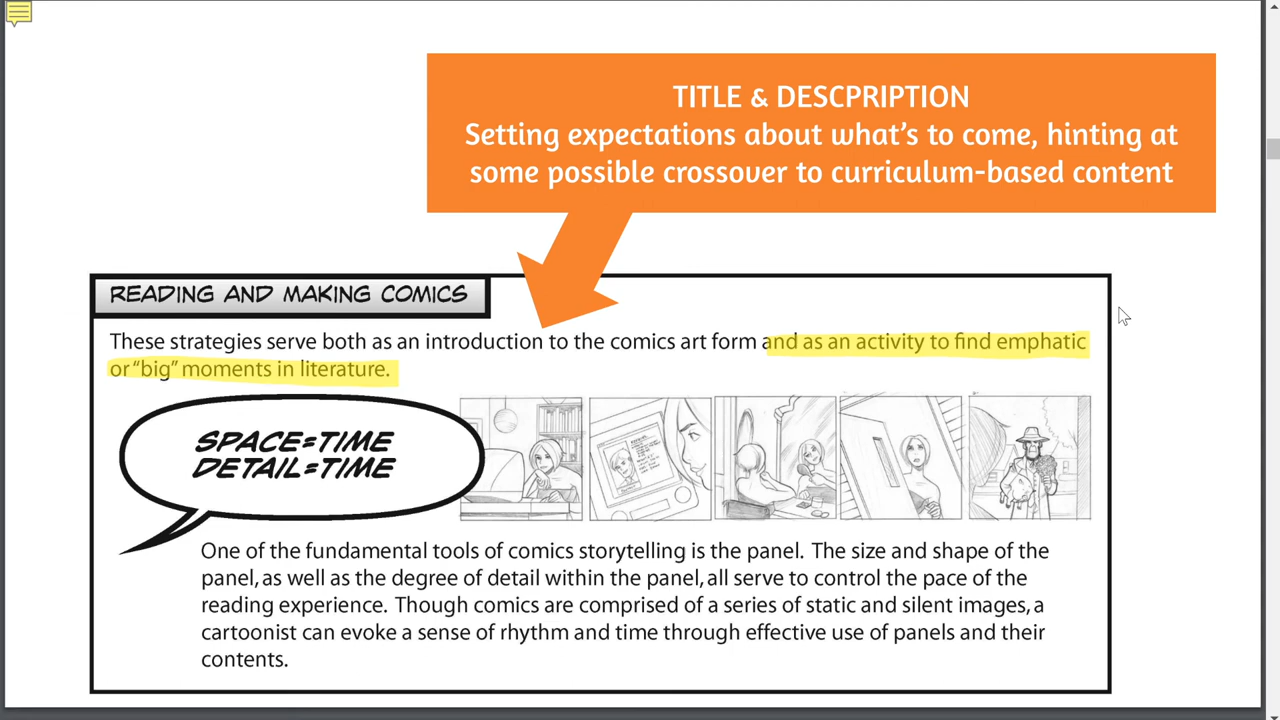 TITLE & DESCPRIPTION
Setting expectations about what's to come, hinting at
some possible crossover to curriculum-based content
READING AND MAKING COMICS
These strategies serve both as an introduction to the comics art form and as an activity to find emphatic
or “big” moments in literature.
SPACE=TIME
DETAIL=TIME
One of the fundamental tools of comics storytelling is the panel. The size and shape of the
panel, as well as the degree of detail within the panel, all serve to control the pace of the
reading experience. Though comics are comprised of a series of static and silent images, a
cartoonist can evoke a sense of rhythm and time through effective use of panels and their
contents.